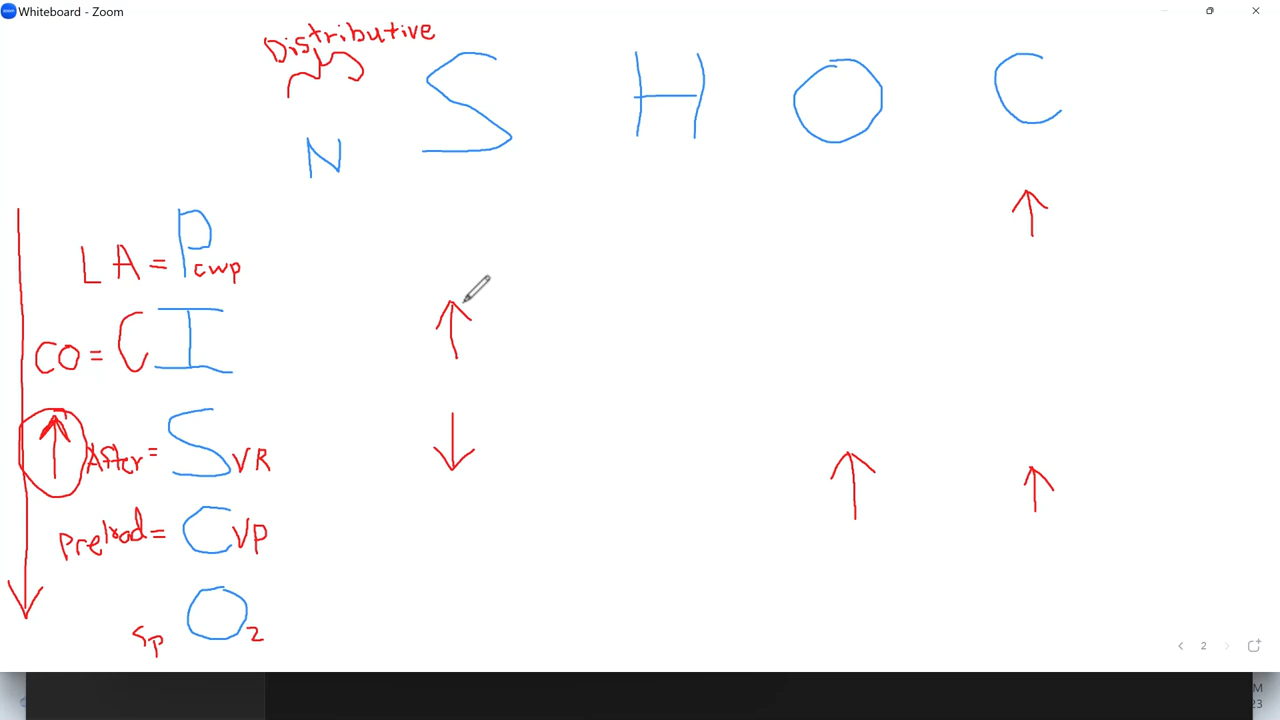 Whiteboard - Zoom
Distributive
S H O C
N
LA = Pcwp
CO = CI
↑ After = SVR
Preload = CVP
Sp O2
2